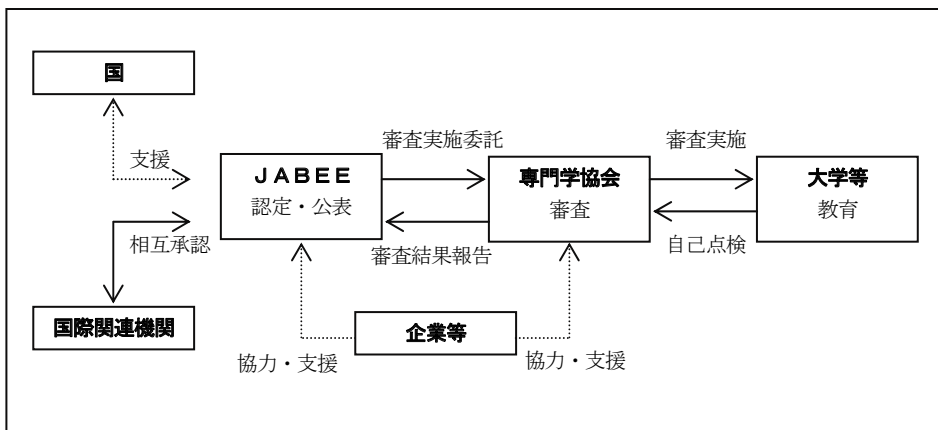 国
支援
審査実施委託
審査実施
JABEE
認定・公表
専門学協会
審査
大学等
教育
相互承認
審査結果報告
自己点検
国際関連機関
企業等
協力・支援
協力・支援